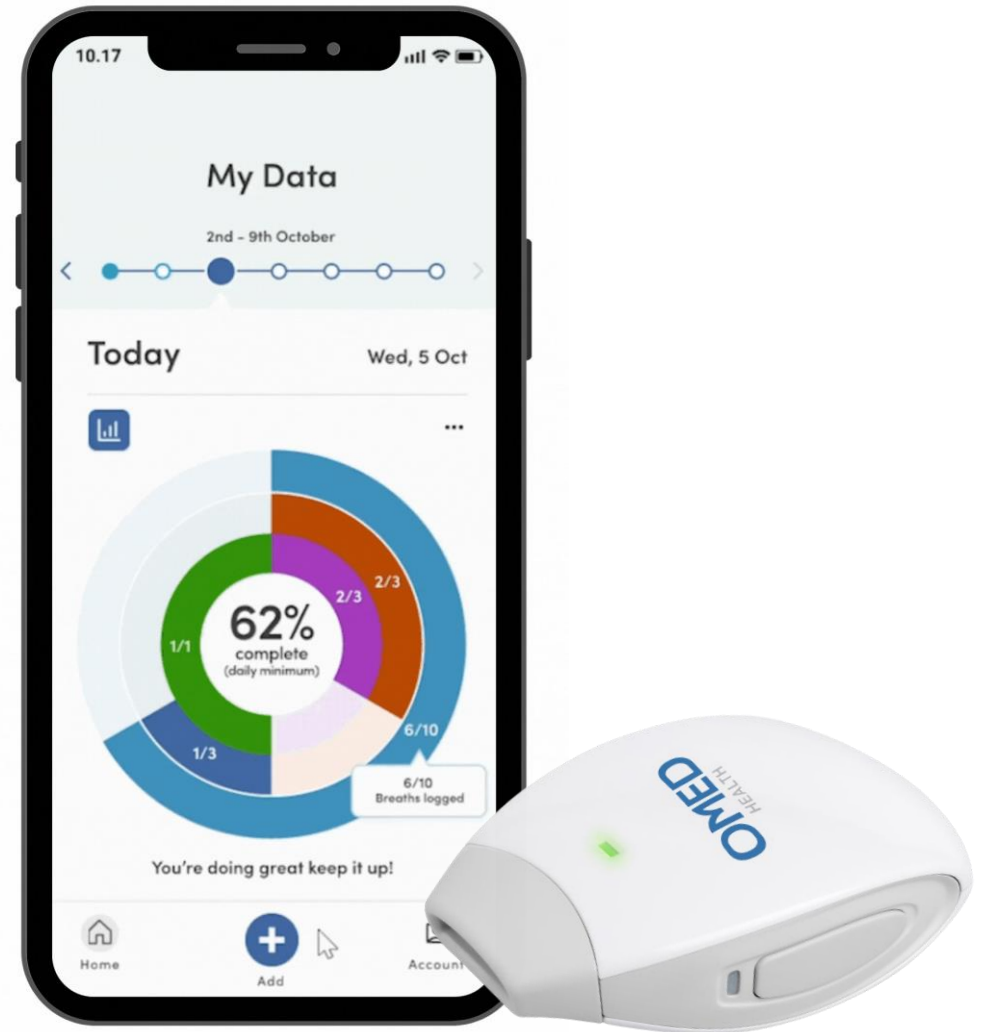 10.17
My Data
2nd - 9th October
Today
Wed, 5 Oct
2/3
2/3
62%
complete
(daily minimum)
1/1
1/3
6/10
6/10
Breaths logged
You're doing great keep it up!
Home
Add
Account
OMED
HEALTH